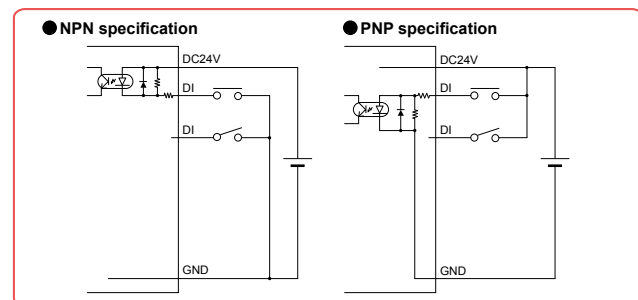 ●NPN specification
DC24V
DI
DI
GND
●PNP specification
DC24V
DI
DI
GND